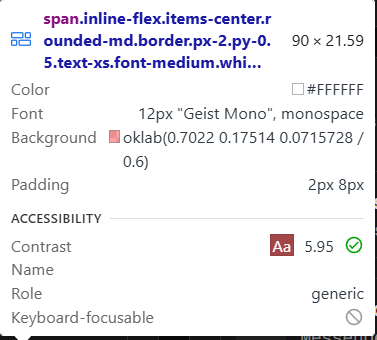 span.inline-flex.items-center.r
ounded-md.border.px-2.py-0.
5.text-xs.font-medium.whi... 90 × 21.59
Color #FFFFFF
Font 12px "Geist Mono", monospace
Background oklab(0.7022 0.17514 0.0715728 /
0.6)
Padding 2px 8px
ACCESSIBILITY
Contrast Aa 5.95
Name
Role generic
Keyboard-focusable